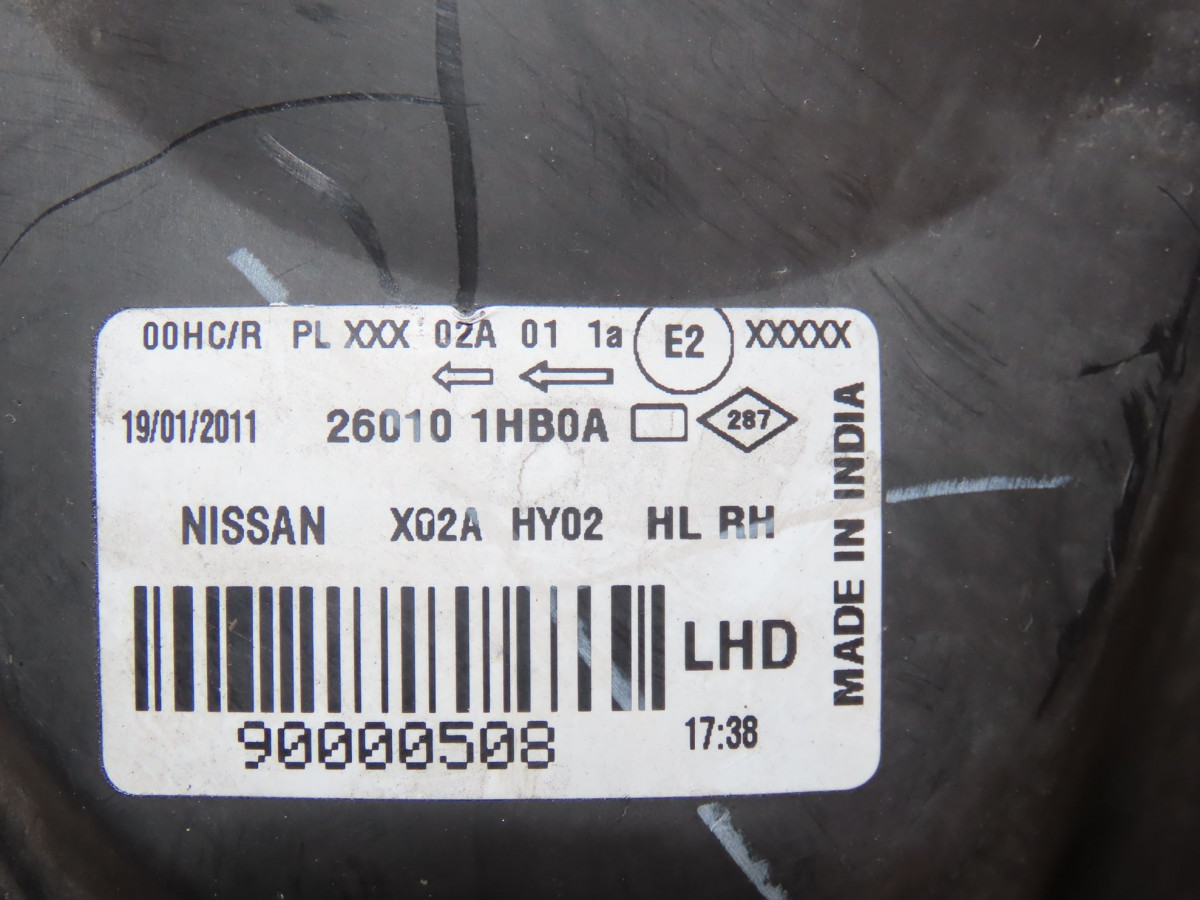 00HC/R PL XXX 02A 01 1a E2 XXXXX
19/01/2011 26010 1HB0A 287
NISSAN X02A HY02 HL RH
LHD
90000508
17:38
MADE IN INDIA